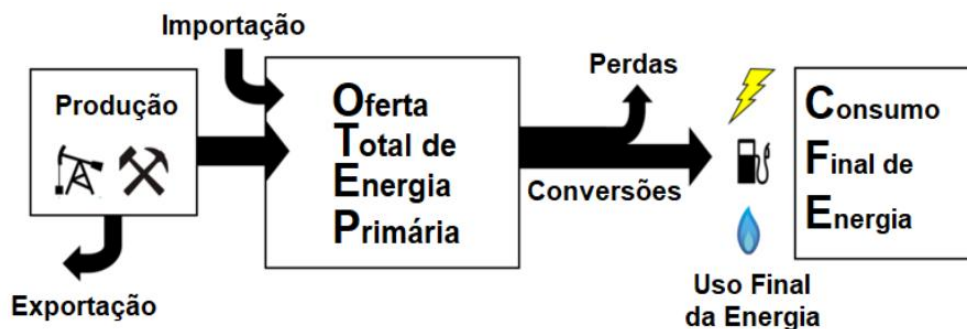 Importação
Produção
Exportação
Oferta
Total de
Energia
Primária
Perdas
Conversões
Uso Final
da Energia
Consumo
Final de
Energia